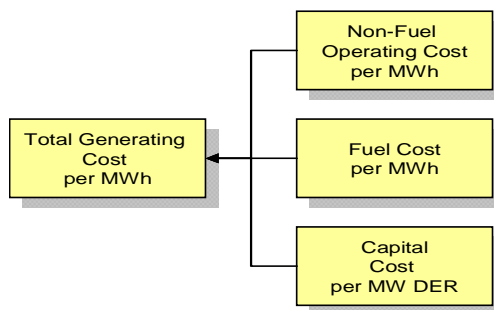 Non-Fuel
Operating Cost
per MWh
Total Generating
Cost
per MWh
Fuel Cost
per MWh
Capital
Cost
per MW DER